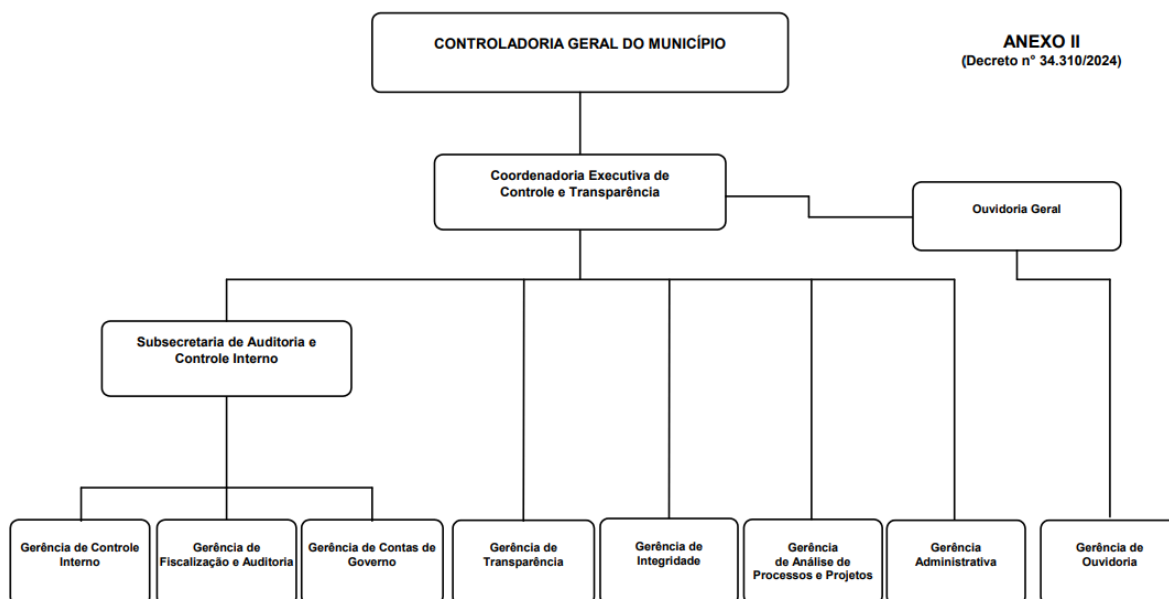 CONTROLADORIA GERAL DO MUNICÍPIO
ANEXO II
(Decreto n° 34.310/2024)
Coordenadoria Executiva de
Controle e Transparência
Ouvidoria Geral
Subsecretaria de Auditoria e
Controle Interno
Gerência de Controle
Interno
Gerência de
Fiscalização e Auditoria
Gerência de Contas de
Governo
Gerência de
Transparência
Gerência de
Integridade
Gerência
de Análise de
Processos e Projetos
Gerência
Administrativa
Gerência de
Ouvidoria